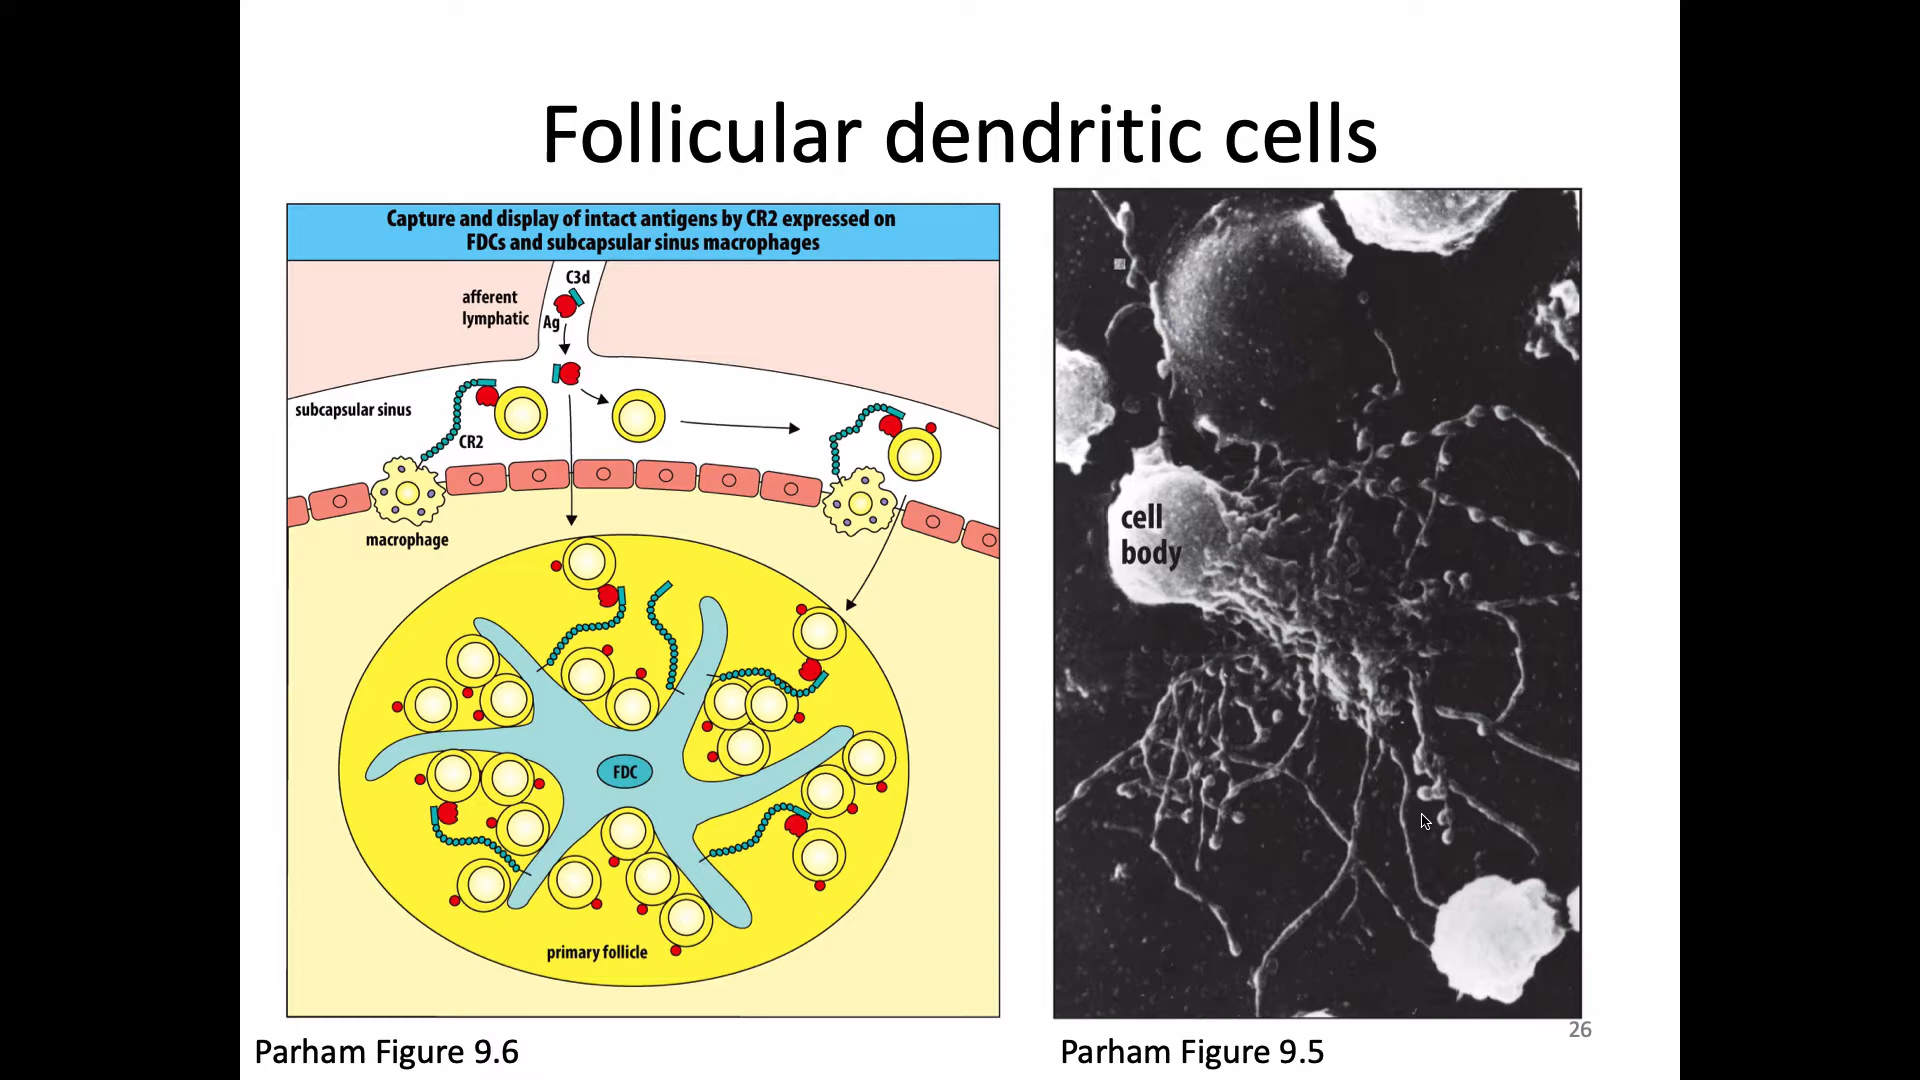 Follicular dendritic cells
Capture and display of intact antigens by CR2 expressed on
FDCs and subcapsular sinus macrophages
C3d
afferent
lymphatic
Ag
subcapsular sinus
CR2
macrophage
FDC
primary follicle
cell
body
Parham Figure 9.6
Parham Figure 9.5
26